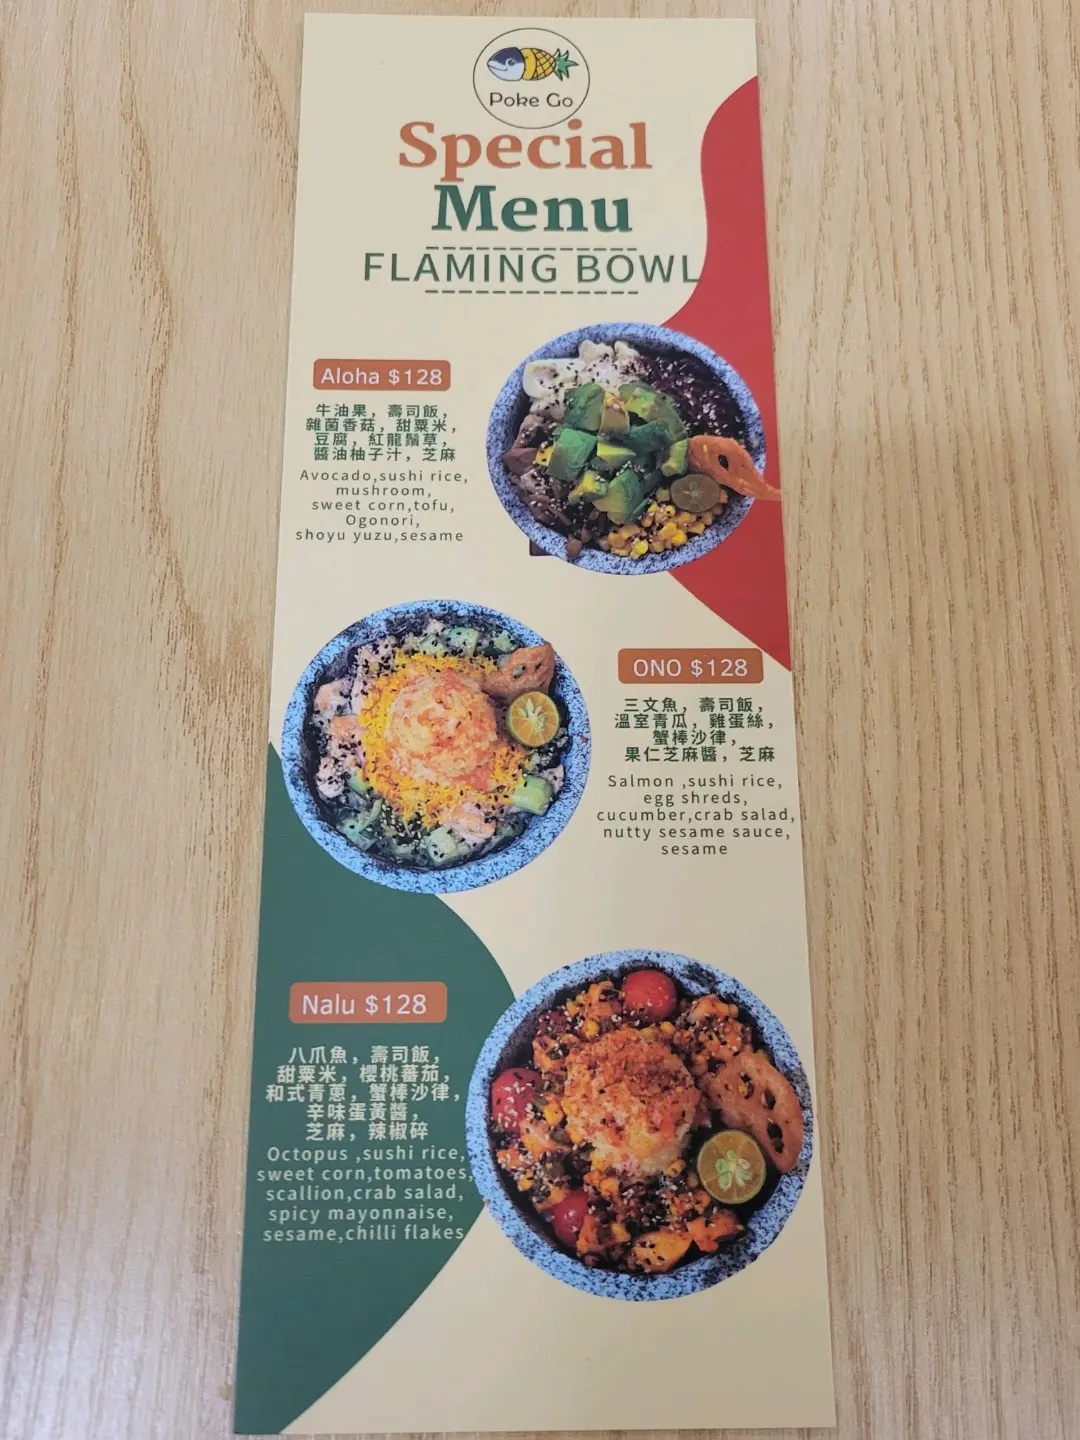 Poke Go
Special
Menu
FLAMING BOWL
Aloha $128
牛油果，壽司飯，
雜菌香菇，甜粟米，
豆腐，紅龍鬚草，
醬油柚子汁，芝麻
Avocado,sushi rice,
mushroom,
sweet corn,tofu,
Ogonori,
shoyu yuzu,sesame
ONO $128
三文魚，壽司飯，
溫室青瓜，雞蛋絲，
蟹棒沙律，
果仁芝麻醬，芝麻
Salmon ,sushi rice,
egg shreds,
cucumber,crab salad,
nutty sesame sauce,
sesame
Nalu $128
八爪魚，壽司飯，
甜粟米，櫻桃蕃茄，
和式青蔥，蟹棒沙律，
辛味蛋黃醬，
芝麻，辣椒碎
Octopus ,sushi rice,
sweet corn,tomatoes,
scallion,crab salad,
spicy mayonnaise,
sesame,chilli flakes